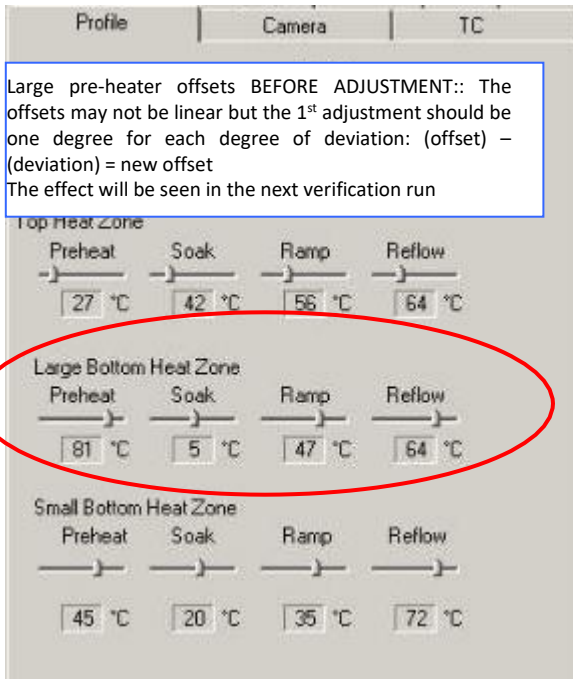 Profile Camera TC
Large pre-heater offsets BEFORE ADJUSTMENT:: The
offsets may not be linear but the 1st adjustment should be
one degree for each degree of deviation: (offset) –
(deviation) = new offset
The effect will be seen in the next verification run
Top Heat Zone
Preheat Soak Ramp Reflow
27 °C 42 °C 56 °C 64 °C
Large Bottom Heat Zone
Preheat Soak Ramp Reflow
81 °C 5 °C 47 °C 64 °C
Small Bottom Heat Zone
Preheat Soak Ramp Reflow
45 °C 20 °C 35 °C 72 °C